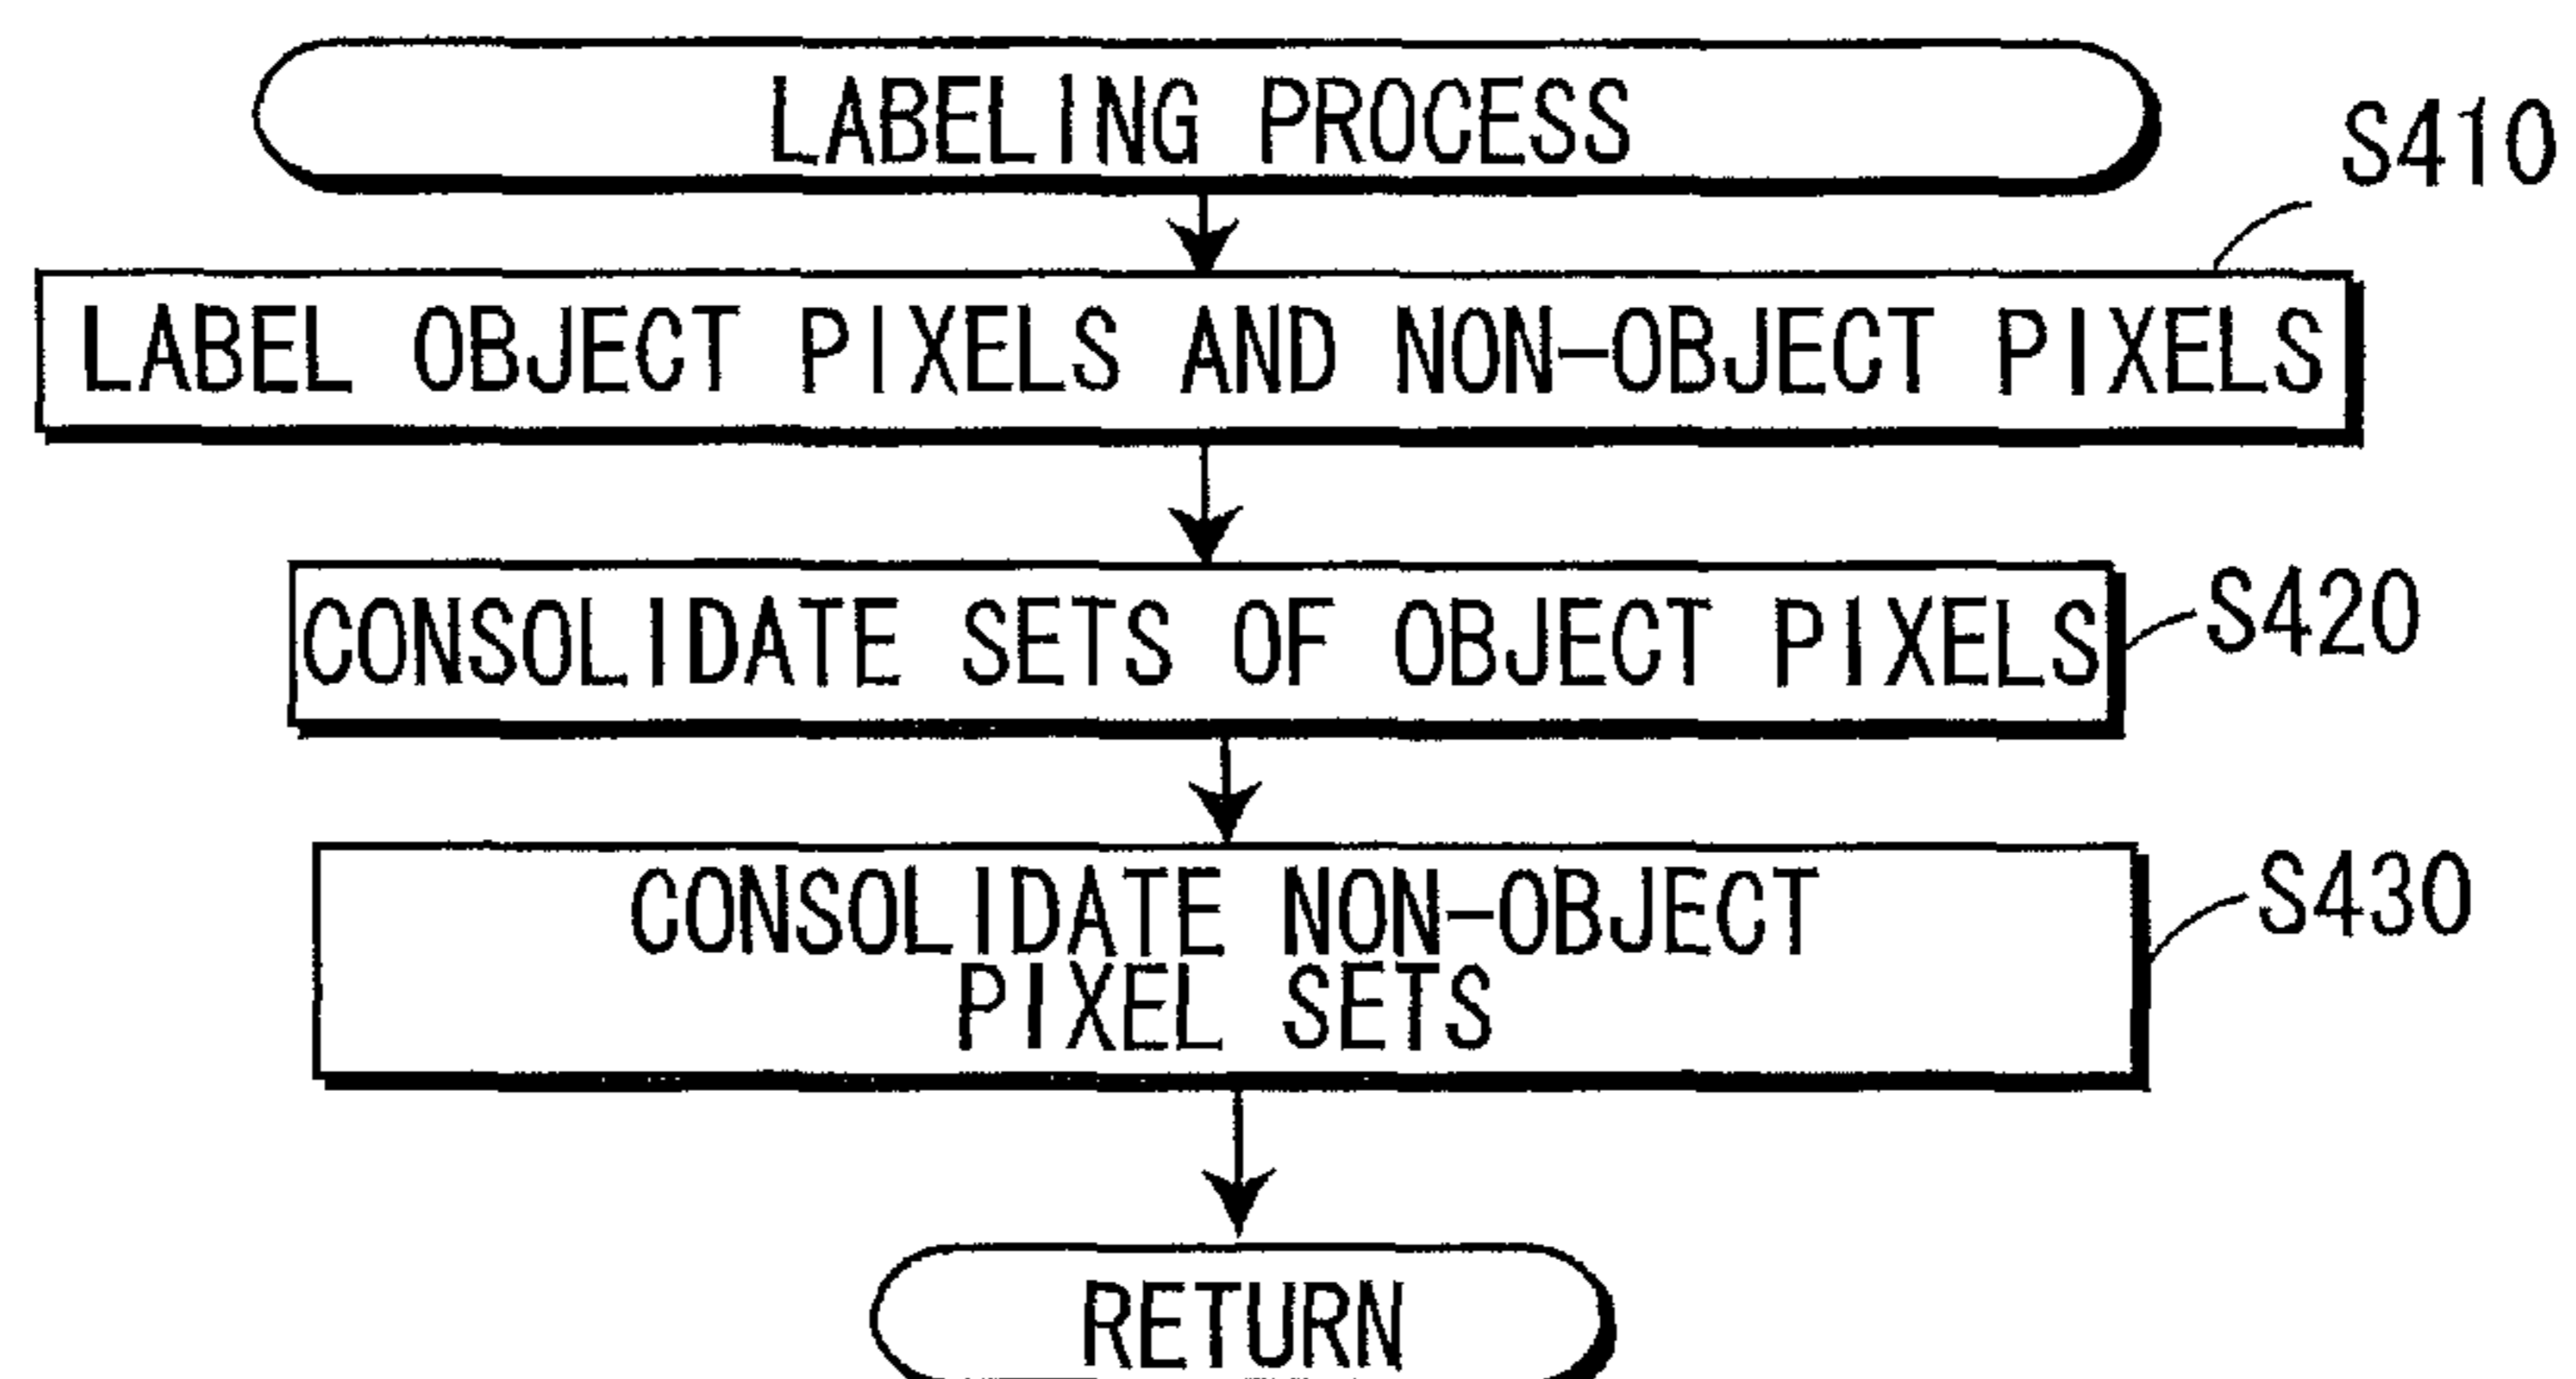 LABELING PROCESS
S410
LABEL OBJECT PIXELS AND NON-OBJECT PIXELS
CONSOLIDATE SETS OF OBJECT PIXELS
S420
CONSOLIDATE NON-OBJECT
PIXEL SETS
S430
RETURN